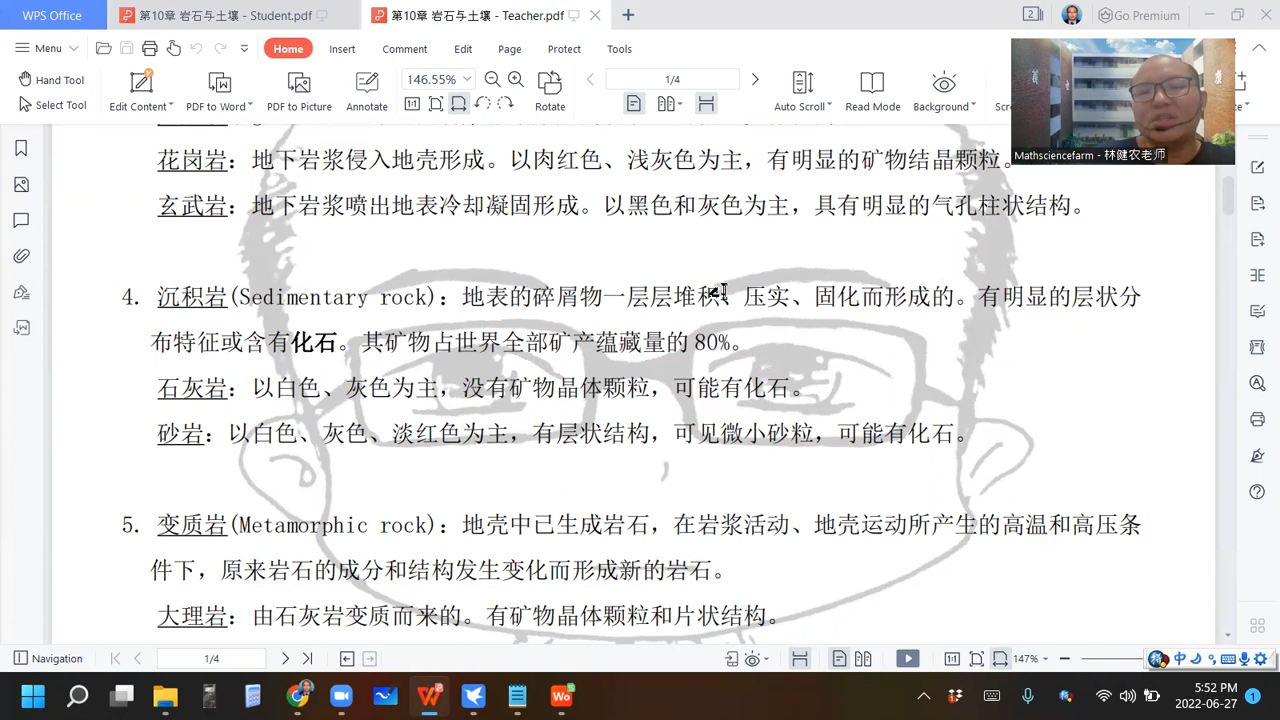 WPS Office
第10章 岩石与土壤 - Student.pdf
第10章 岩石与土壤 - Teacher.pdf
2
Go Premium
Menu
Home
Insert
Comment
Edit
Page
Protect
Tools
Hand Tool
Select Tool
Edit Content
PDF to Word
PDF to Picture
Annotate
146.55%
Rotate
1/4
Auto Scroll
Read Mode
Background
Mathsciencefarm - 林健农老师
花岗岩：地下岩浆侵入地壳形成。以肉红色、浅灰色为主，有明显的矿物结晶颗粒。
玄武岩：地下岩浆喷出地表冷却凝固形成。以黑色和灰色为主，具有明显的气孔柱状结构。
4. 沉积岩(Sedimentary rock)：地表的碎屑物一层层堆积、压实、固化而形成的。有明显的层状分
布特征或含有化石。其矿物占世界全部矿产蕴藏量的 80%。
石灰岩：以白色、灰色为主，没有矿物晶体颗粒，可能有化石。
砂岩：以白色、灰色、淡红色为主，有层状结构，可见微小砂粒，可能有化石。
5. 变质岩(Metamorphic rock)：地壳中已生成岩石，在岩浆活动、地壳运动所产生的高温和高压条
件下，原来岩石的成分和结构发生变化而形成新的岩石。
大理岩：由石灰岩变质而来的。有矿物晶体颗粒和片状结构。
Navigation
1/4
147%
中
5:52 PM
2022-06-27